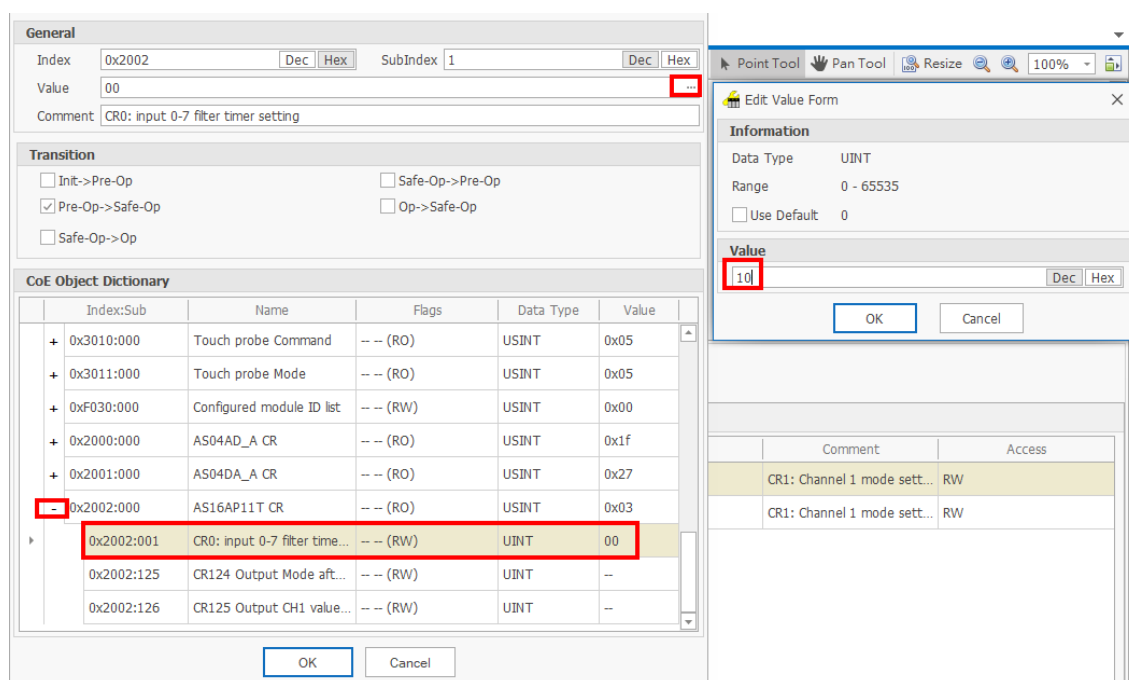 General
Index 0x2002 Dec Hex SubIndex 1 Dec Hex
Value 00 ...
Comment CR0: input 0-7 filter timer setting
Transition
Init->Pre-Op Safe-Op->Pre-Op
Pre-Op->Safe-Op Op->Safe-Op
Safe-Op->Op
CoE Object Dictionary
Index:Sub Name Flags Data Type Value
+ 0x3010:000 Touch probe Command -- -- (RO) USINT 0x05
+ 0x3011:000 Touch probe Mode -- -- (RO) USINT 0x05
+ 0xF030:000 Configured module ID list -- -- (RW) USINT 0x00
+ 0x2000:000 AS04AD_A CR -- -- (RO) USINT 0x1f
+ 0x2001:000 AS04DA_A CR -- -- (RO) USINT 0x27
- 0x2002:000 AS16AP11T CR -- -- (RO) USINT 0x03
0x2002:001 CR0: input 0-7 filter time... -- -- (RW) UINT 00
0x2002:125 CR124 Output Mode aft... -- -- (RW) UINT --
0x2002:126 CR125 Output CH1 value... -- -- (RW) UINT --
OK Cancel
Point Tool Pan Tool Resize 100%
Edit Value Form
Information
Data Type UINT
Range 0 - 65535
Use Default 0
Value
10 Dec Hex
OK Cancel
Comment Access
CR1: Channel 1 mode sett... RW
CR1: Channel 1 mode sett... RW